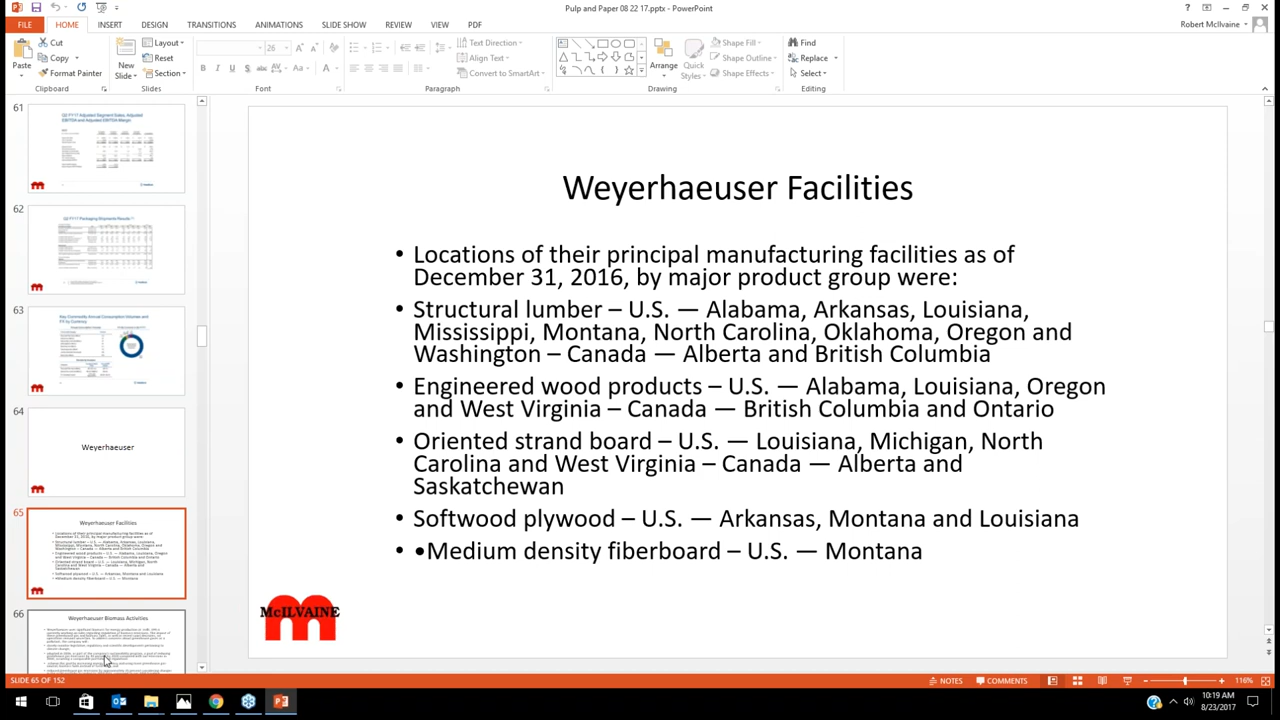 Pulp and Paper 08 22 17.pptx - PowerPoint
FILE HOME INSERT DESIGN TRANSITIONS ANIMATIONS SLIDE SHOW REVIEW VIEW PDF
Robert McIlvaine
Paste
Cut
Copy
Format Painter
Clipboard
New Slide
Layout
Reset
Section
Slides
26
Font
Paragraph
Text Direction
Align Text
Convert to SmartArt
Arrange
Quick Styles
Shape Fill
Shape Outline
Shape Effects
Drawing
Find
Replace
Select
Editing
61
62
63
64
Weyerhaeuser
65
Weyerhaeuser Facilities
66
Weyerhaeuser Biomass Activities
Weyerhaeuser Facilities
• Locations of their principal manufacturing facilities as of
December 31, 2016, by major product group were:
• Structural lumber – U.S. — Alabama, Arkansas, Louisiana,
Mississippi, Montana, North Carolina, Oklahoma, Oregon and
Washington – Canada — Alberta and British Columbia
• Engineered wood products – U.S. — Alabama, Louisiana, Oregon
and West Virginia – Canada — British Columbia and Ontario
• Oriented strand board – U.S. — Louisiana, Michigan, North
Carolina and West Virginia – Canada — Alberta and
Saskatchewan
• Softwood plywood – U.S. — Arkansas, Montana and Louisiana
• •Medium density fiberboard – U.S. — Montana
McILVAINE
SLIDE 65 OF 152
NOTES
COMMENTS
116%
10:19 AM
8/23/2017